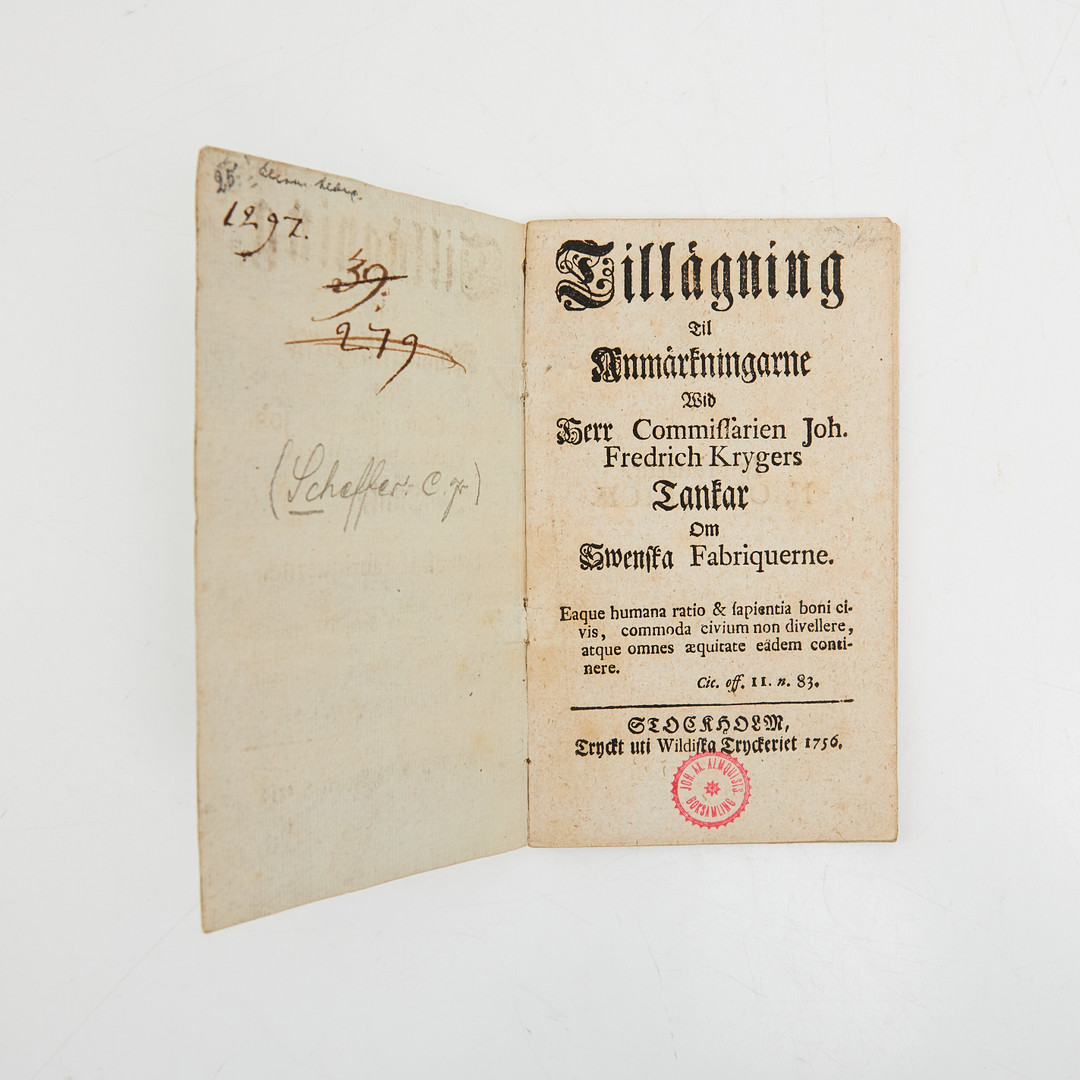 25.
1297.
39.
279
(Scheffer. C. Fr)
Tillägning
Til
Anmärkningarne
Wid
Herr Commiſſarien Joh.
Fredrich Krygers
Tankar
Om
Swenſka Fabriquerne.
Eaque humana ratio & ſapientia boni ci-
vis, commoda civium non divellere,
atque omnes æquitate eâdem conti-
nere.
Cic. off. II. n. 83.
STOCKHOLM,
Tryckt uti Wildiſka Tryckeriet 1756.
JOH. AX. ALMQUISTS
BOKSAMLING